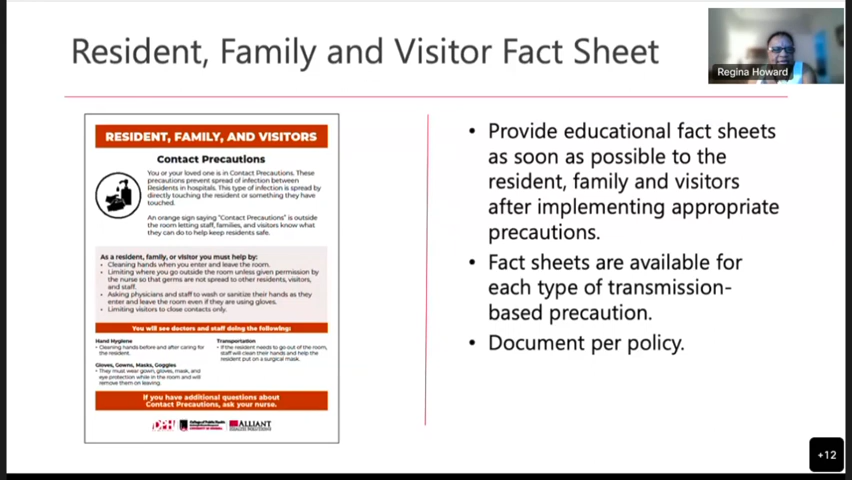 Resident, Family and Visitor Fact Sheet
Regina Howard
RESIDENT, FAMILY, AND VISITORS
Contact Precautions
You or your loved one is in Contact Precautions. These
precautions prevent spread of infection between
Residents in hospitals. This type of infection is spread by
directly touching the resident or something they have
touched.
An orange sign saying "Contact Precautions" is outside
the room letting staff, families, and visitors know what
they can do to help keep residents safe.
As a resident, family, or visitor you must help by:
• Cleaning hands when you enter and leave the room.
• Limiting where you go outside the room unless given permission by
the nurse so that germs are not spread to other residents, visitors,
and staff.
• Asking physicians and staff to wash or sanitize their hands as they
enter and leave the room even if they are using gloves.
• Limiting visitors to close contacts only.
You will see doctors and staff doing the following:
Hand Hygiene
• Cleaning hands before and after caring for
the resident.
Gloves, Gowns, Masks, Goggles
• They must wear gown, gloves, mask, and
eye protection while in the room and will
remove them on leaving.
Transportation
• If the resident needs to go out of the room,
staff will clean their hands and help the
resident put on a surgical mask.
If you have additional questions about
Contact Precautions, ask your nurse.
DPH
College of Public Health
ALLIANT
• Provide educational fact sheets
as soon as possible to the
resident, family and visitors
after implementing appropriate
precautions.
• Fact sheets are available for
each type of transmission-
based precaution.
• Document per policy.
+12